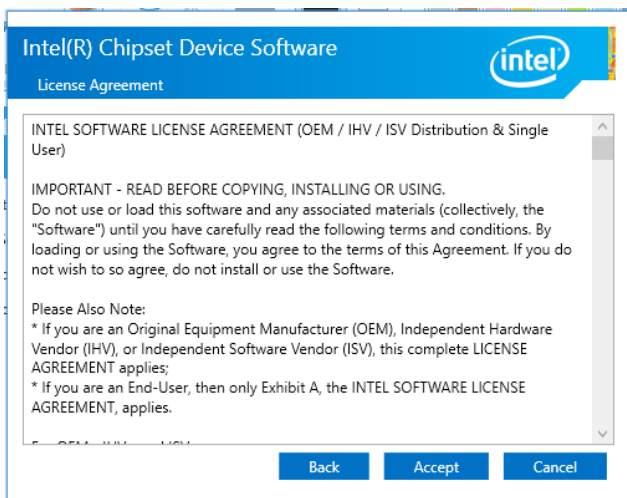 Intel(R) Chipset Device Software
intel
License Agreement
INTEL SOFTWARE LICENSE AGREEMENT (OEM / IHV / ISV Distribution & Single
User)
IMPORTANT - READ BEFORE COPYING, INSTALLING OR USING.
Do not use or load this software and any associated materials (collectively, the
"Software") until you have carefully read the following terms and conditions. By
loading or using the Software, you agree to the terms of this Agreement. If you do
not wish to so agree, do not install or use the Software.
Please Also Note:
* If you are an Original Equipment Manufacturer (OEM), Independent Hardware
Vendor (IHV), or Independent Software Vendor (ISV), this complete LICENSE
AGREEMENT applies;
* If you are an End-User, then only Exhibit A, the INTEL SOFTWARE LICENSE
AGREEMENT, applies.
Back Accept Cancel